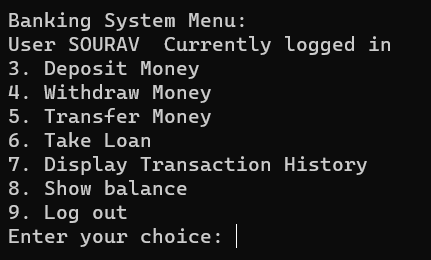 Banking System Menu:
User SOURAV  Currently logged in
3. Deposit Money
4. Withdraw Money
5. Transfer Money
6. Take Loan
7. Display Transaction History
8. Show balance
9. Log out
Enter your choice: